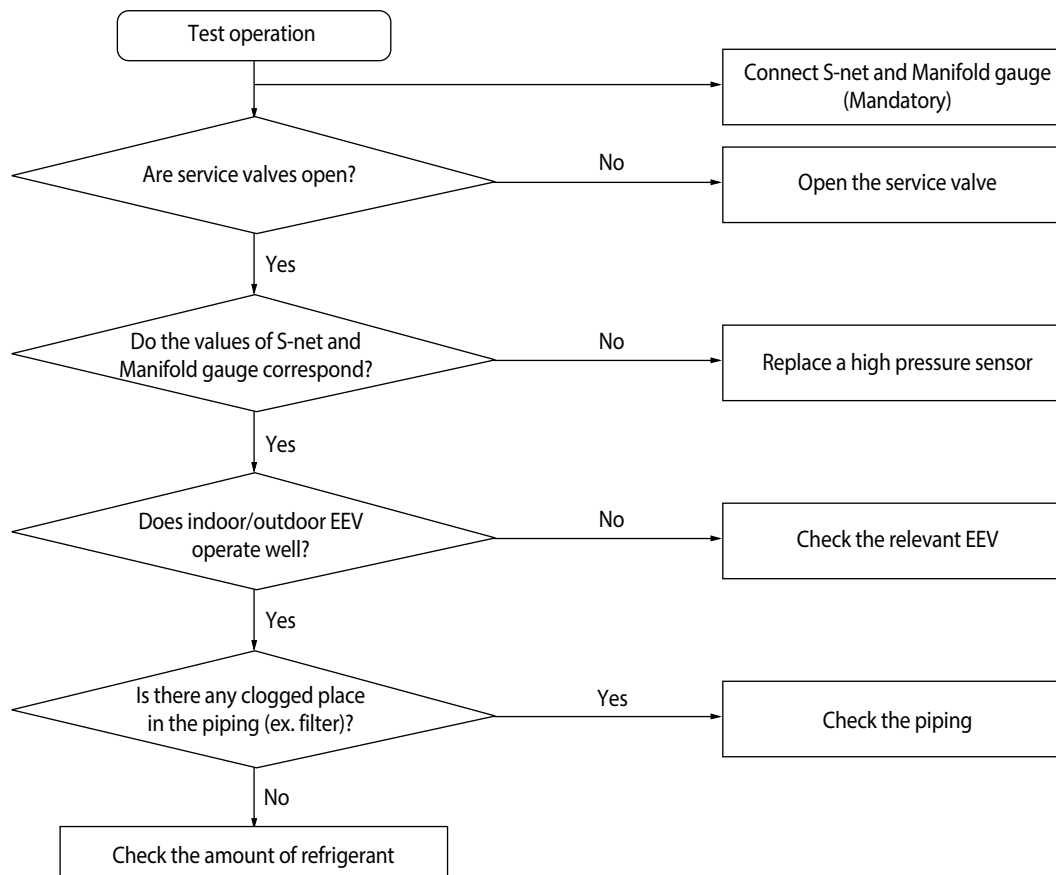 Test operation
Connect S-net and Manifold gauge
(Mandatory)
Are service valves open?
No
Open the service valve
Yes
Do the values of S-net and
Manifold gauge correspond?
No
Replace a high pressure sensor
Yes
Does indoor/outdoor EEV
operate well?
No
Check the relevant EEV
Yes
Is there any clogged place
in the piping (ex. filter)?
Yes
Check the piping
No
Check the amount of refrigerant